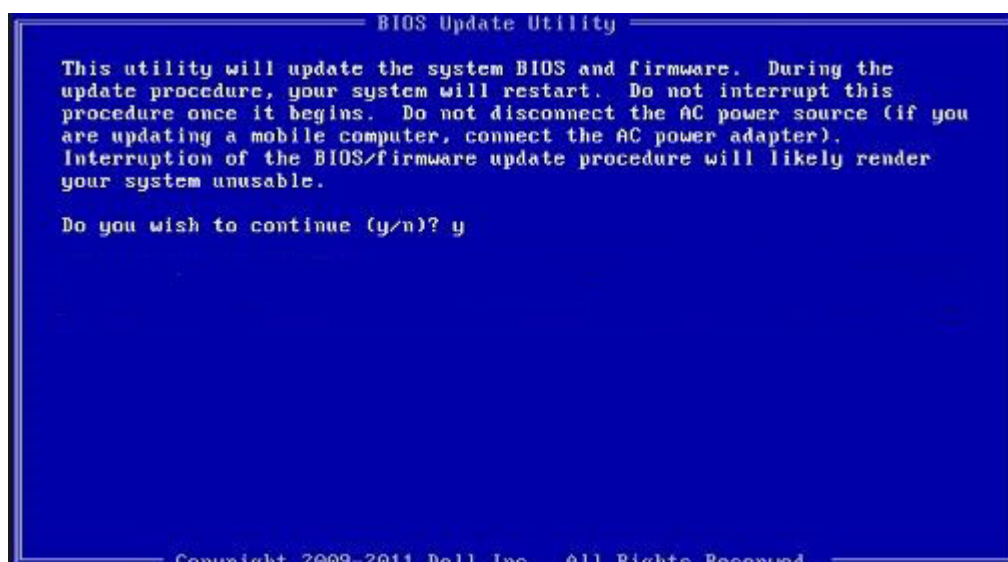 BIOS Update Utility
This utility will update the system BIOS and firmware. During the
update procedure, your system will restart. Do not interrupt this
procedure once it begins. Do not disconnect the AC power source (if you
are updating a mobile computer, connect the AC power adapter).
Interruption of the BIOS/firmware update procedure will likely render
your system unusable.
Do you wish to continue (y/n)? y
Copyright 2009-2011 Dell Inc. All Rights Reserved.